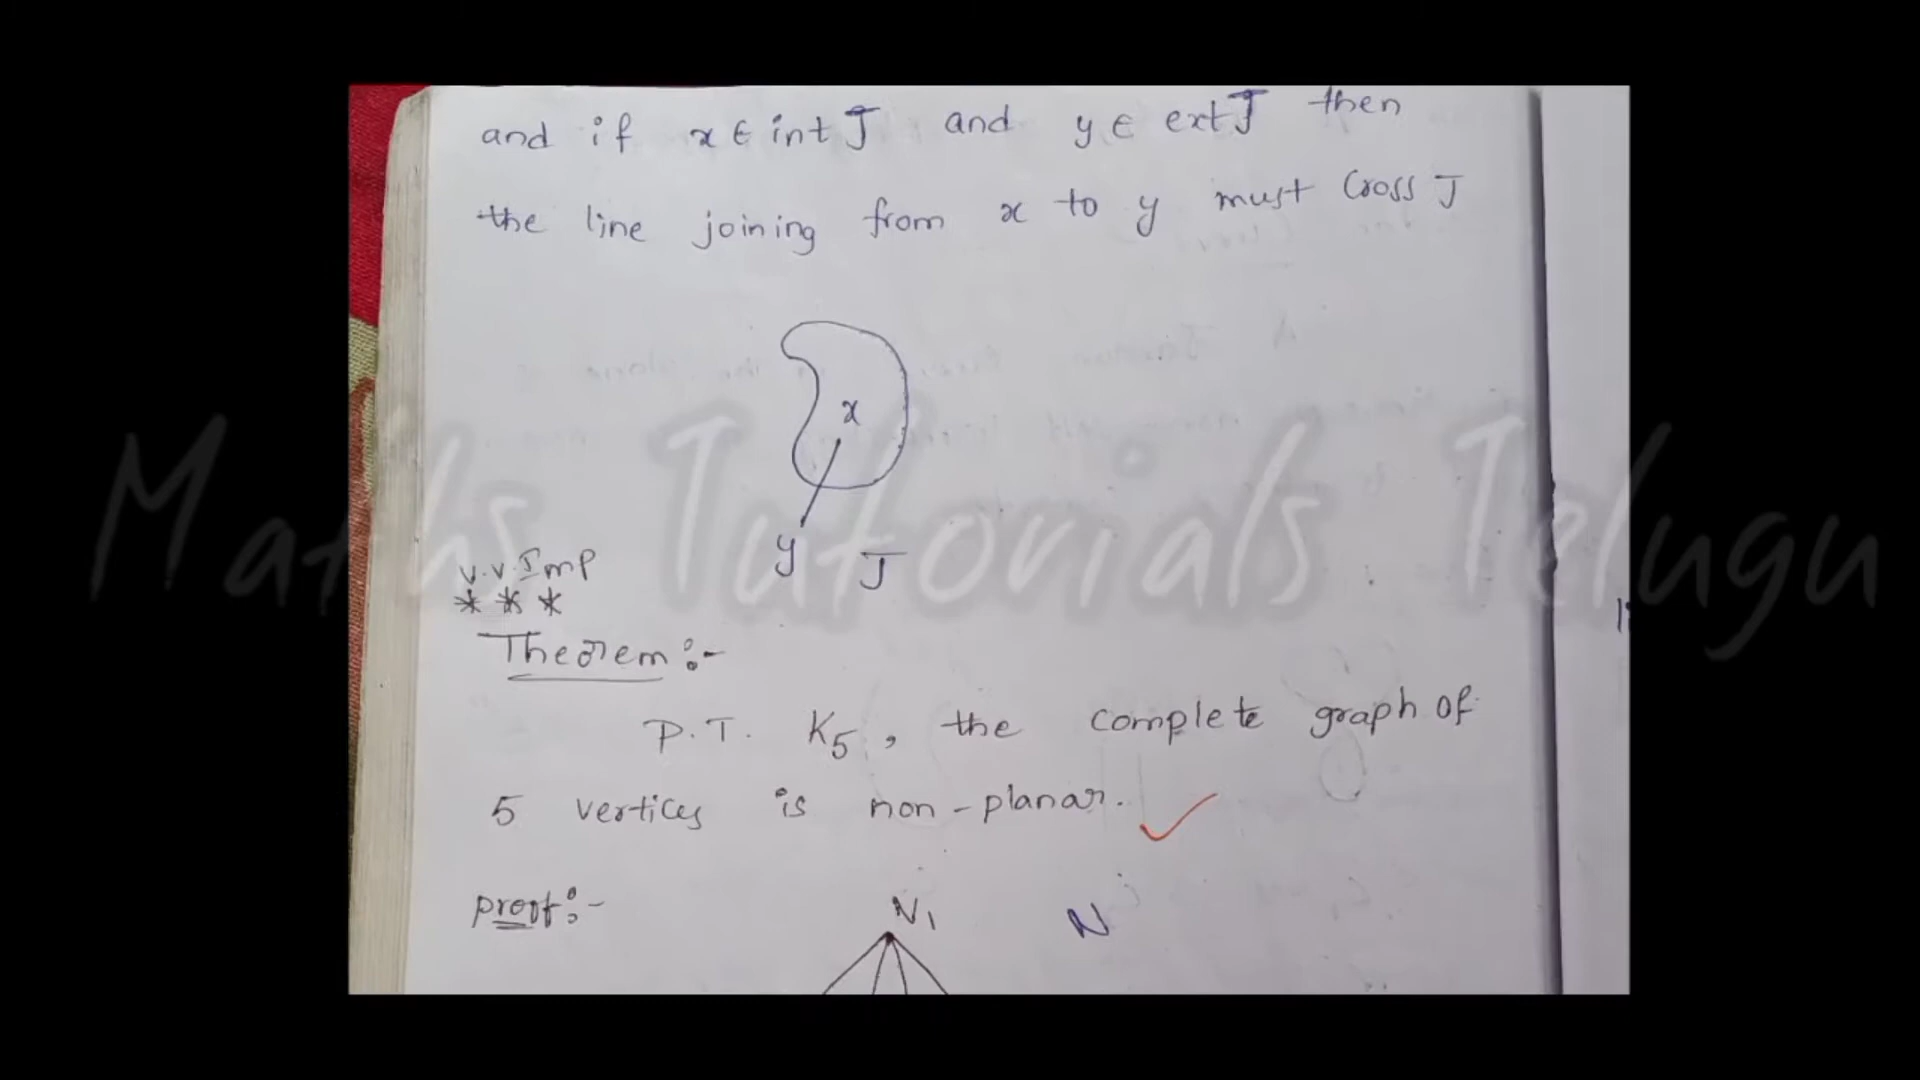 and if x ∈ int J and y ∈ ext J then
the line joining from x to y must cross J
x
y J
V.V.Imp
* * *
Theorem :-
P.T. K5, the complete graph of
5 vertices is non-planar.
proof :-
N1 N
Maths Tutorials Telugu